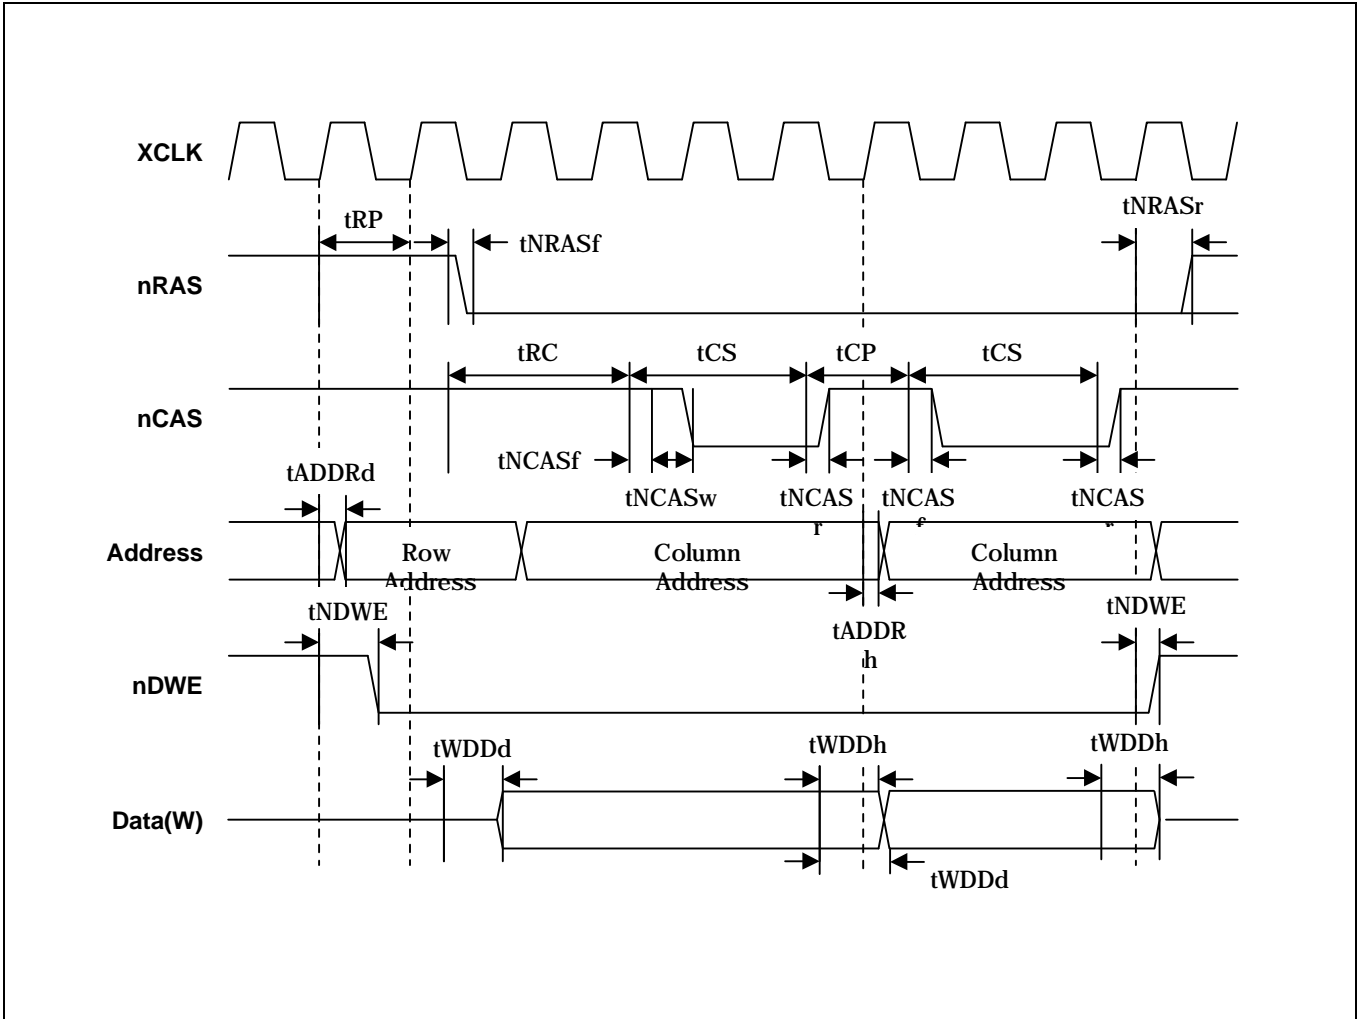 XCLK
tRP
tNRASf
tNRASr
nRAS
tRC
tCS
tCP
tCS
nCAS
tNCASf
tADDRd
tNCASw
tNCAS
r
tNCAS
tNCAS
Address
Row
Address
Column
Address
Column
Address
tNDWE
tADDR
h
tNDWE
nDWE
tWDDd
tWDDh
tWDDh
Data(W)
tWDDd